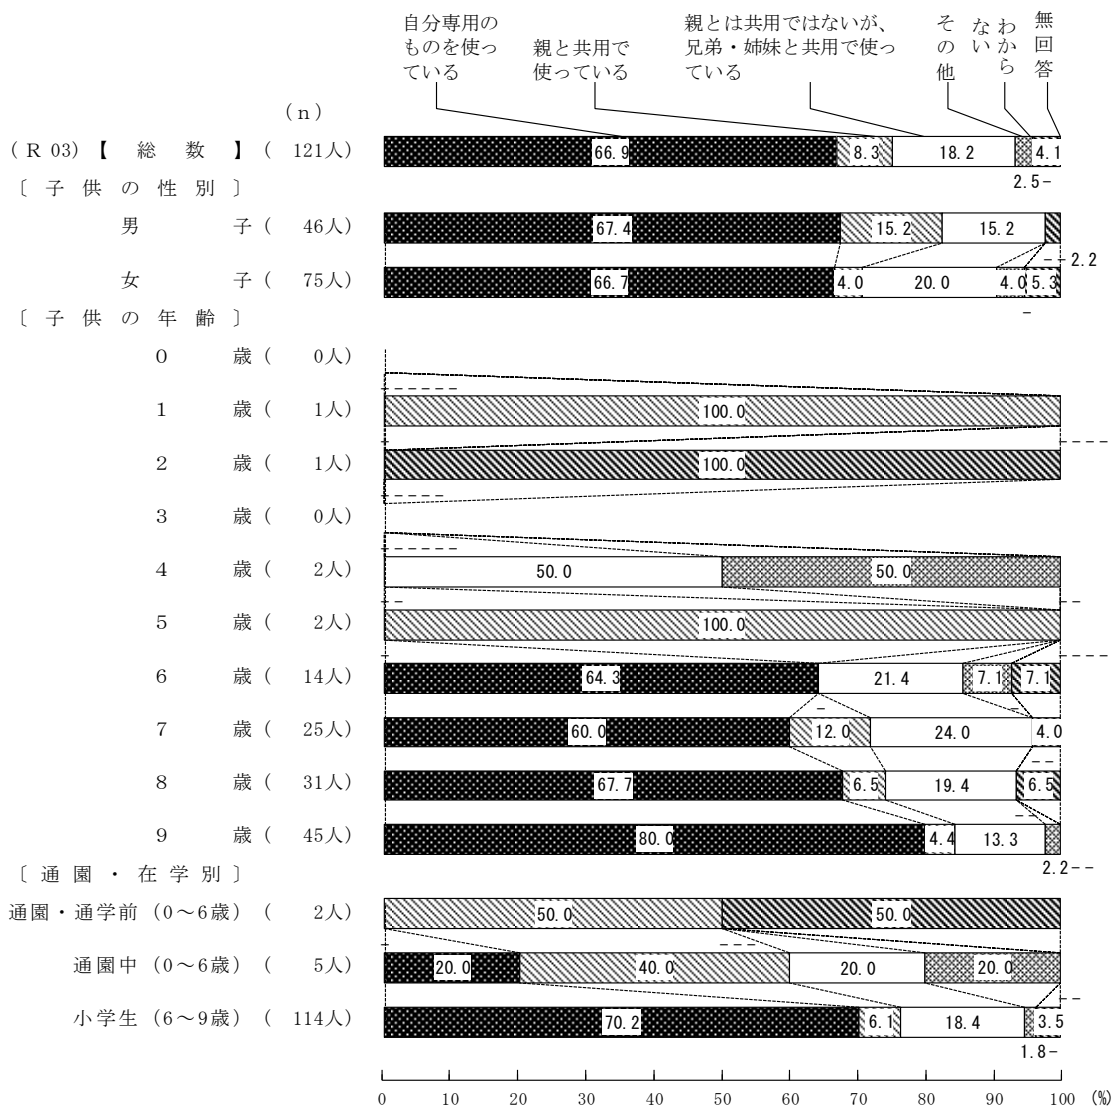 自分専用の
ものを使っ
ている
親と共用で
使っている
親とは共用ではないが、
兄弟・姉妹と共用で使っ
ている
その他
わから
ない
無回答
(n)
(R 03)【 総 数 】( 121人) 66.9 8.3 18.2 4.1
2.5-
〔 子 供 の 性 別 〕
男 子( 46人) 67.4 15.2 15.2
--2.2
女 子( 75人) 66.7 4.0 20.0 4.0 5.3
-
〔 子 供 の 年 齢 〕
0 歳( 0人)
------
1 歳( 1人) 100.0
- ----
2 歳( 1人) 100.0
-----
3 歳( 0人)
------
4 歳( 2人) 50.0 50.0
-- --
5 歳( 2人) 100.0
- ----
6 歳( 14人) 64.3 21.4 7.1 7.1
- -
7 歳( 25人) 60.0 12.0 24.0 4.0
--
8 歳( 31人) 67.7 6.5 19.4 6.5
--
9 歳( 45人) 80.0 4.4 13.3
2.2--
〔 通 園 ・ 在 学 別 〕
通園・通学前(0～6歳)( 2人) 50.0 50.0
- ---
通園中(0～6歳)( 5人) 20.0 40.0 20.0 20.0
--
小学生(6～9歳)( 114人) 70.2 6.1 18.4 3.5
1.8-
0 10 20 30 40 50 60 70 80 90 100 (%)